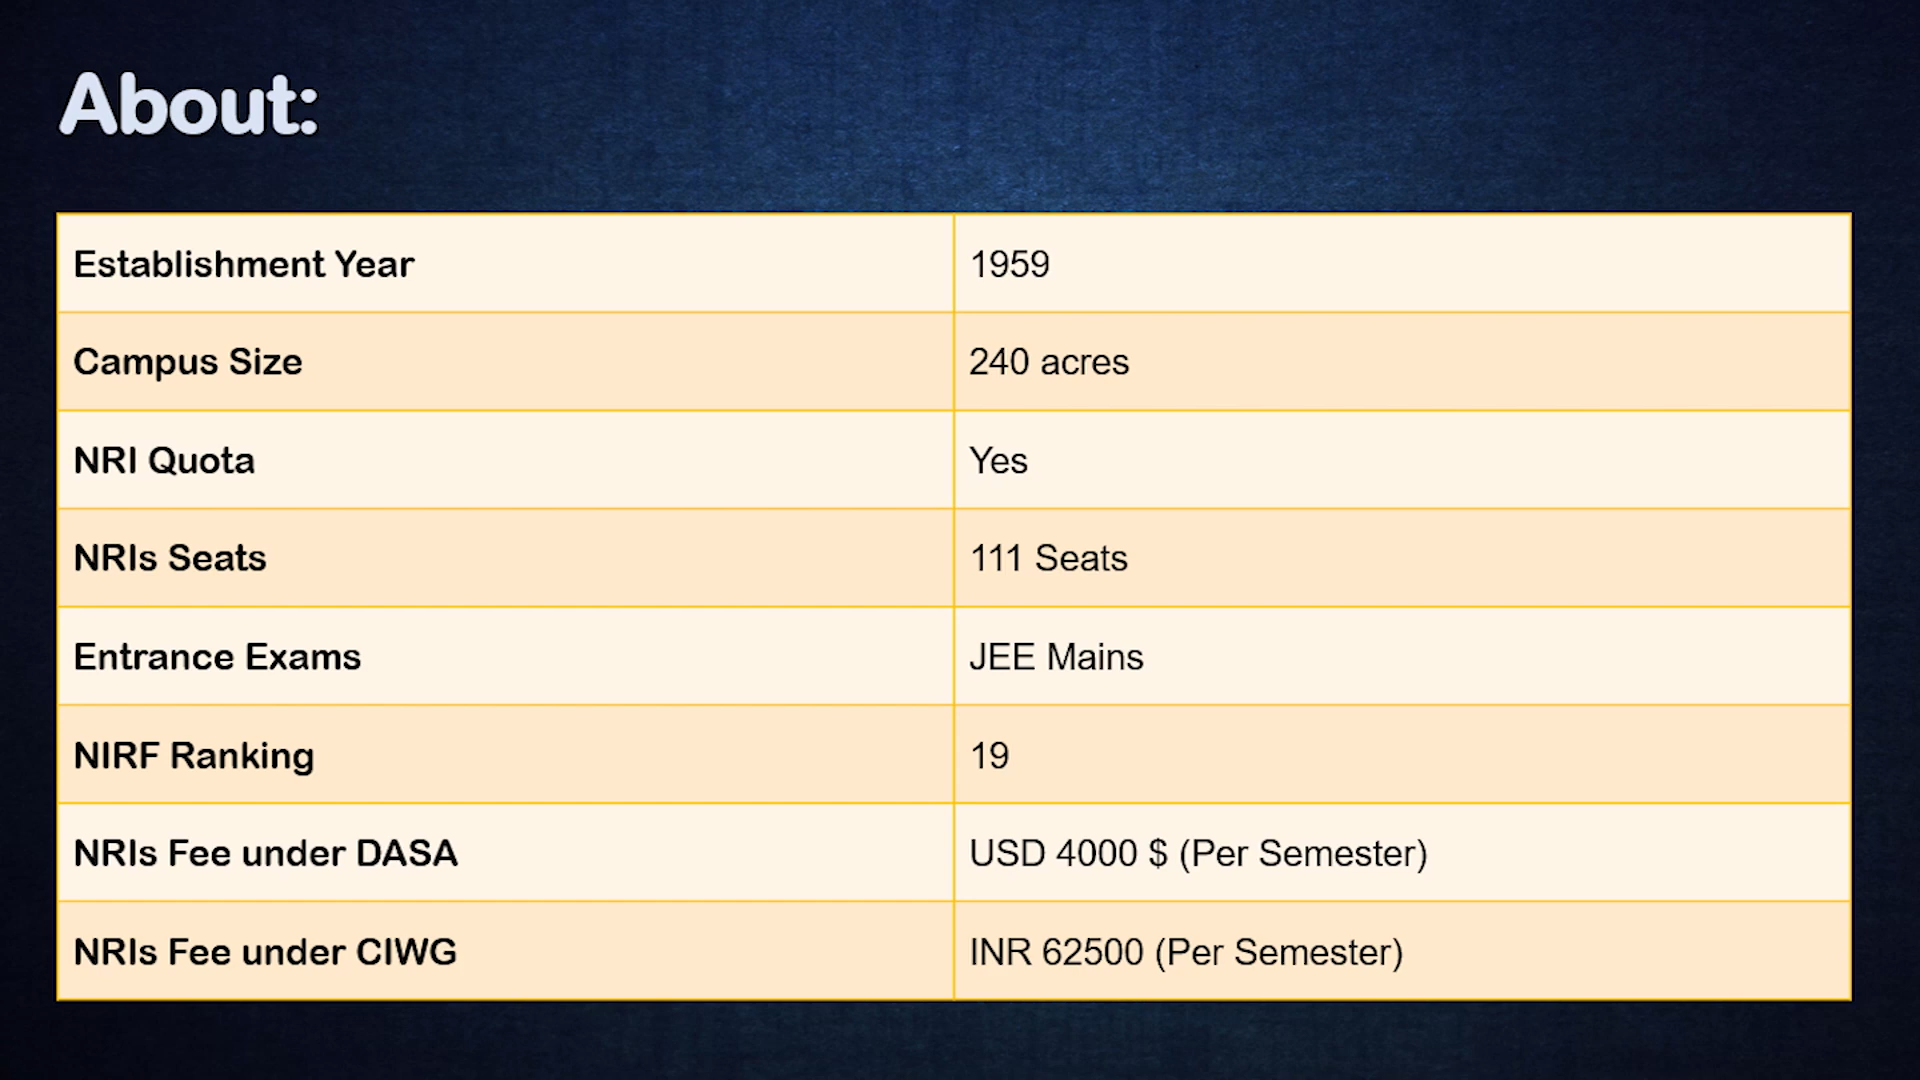 About:
Establishment Year 1959
Campus Size 240 acres
NRI Quota Yes
NRIs Seats 111 Seats
Entrance Exams JEE Mains
NIRF Ranking 19
NRIs Fee under DASA USD 4000 $ (Per Semester)
NRIs Fee under CIWG INR 62500 (Per Semester)